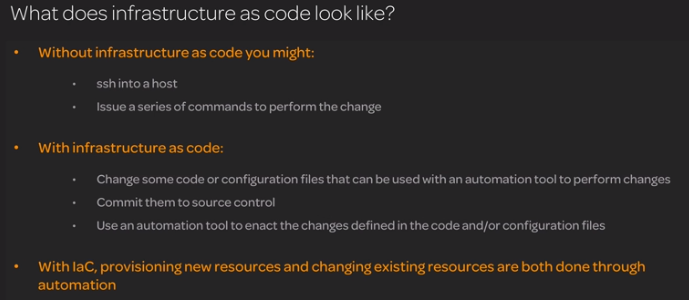 What does infrastructure as code look like?
• Without infrastructure as code you might:
• ssh into a host
• Issue a series of commands to perform the change
• With infrastructure as code:
• Change some code or configuration files that can be used with an automation tool to perform changes
• Commit them to source control
• Use an automation tool to enact the changes defined in the code and/or configuration files
• With IaC, provisioning new resources and changing existing resources are both done through
automation